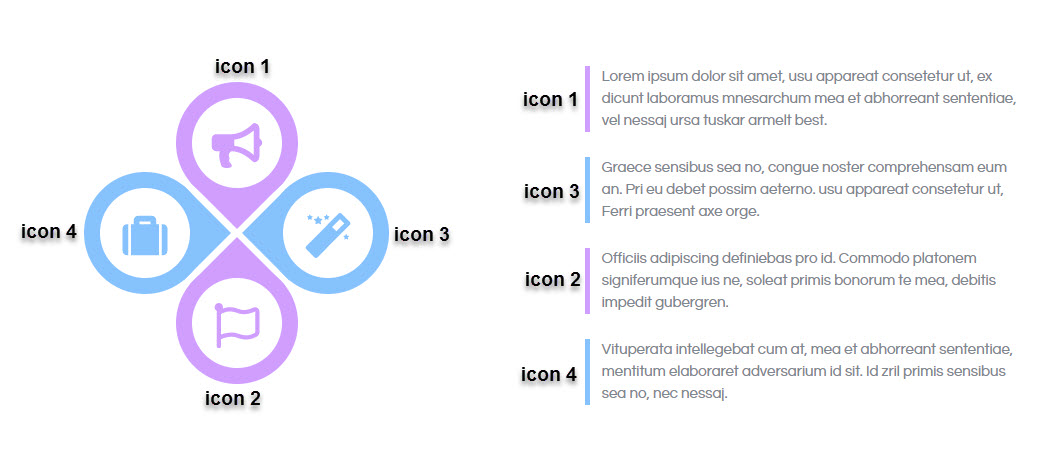 icon 1
icon 4
icon 3
icon 2
icon 1
Lorem ipsum dolor sit amet, usu appareat consetetur ut, ex
dicunt laboramus mnesarchum mea et abhorreant sententiae,
vel nessaj ursa tuskar armelt best.
icon 3
Graece sensibus sea no, congue noster comprehensam eum
an. Pri eu debet possim aeterno. usu appareat consetetur ut,
Ferri praesent axe orge.
icon 2
Officiis adipiscing definiebas pro id. Commodo platonem
signiferumque ius ne, soleat primis bonorum te mea, debitis
impedit gubergren.
icon 4
Vituperata intellegebat cum at, mea et abhorreant sententiae,
mentitum elaboraret adversarium id sit. Id zril primis sensibus
sea no, nec nessaj.